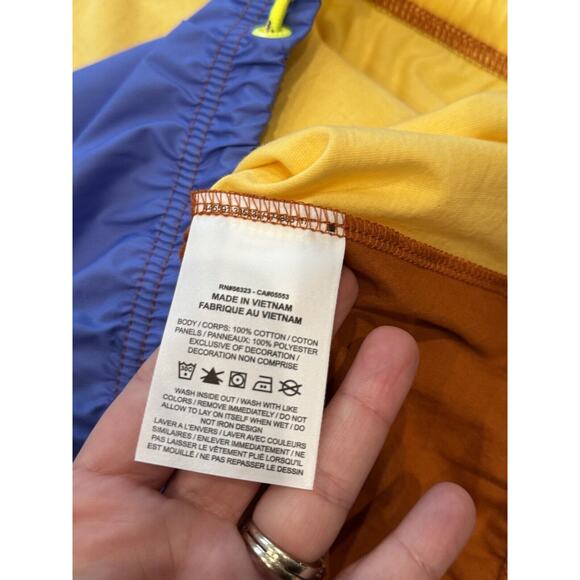 RN#56323 - CA#05553
MADE IN VIETNAM
FABRIQUE AU VIETNAM
BODY / CORPS: 100% COTTON / COTON
PANELS / PANNEAUX: 100% POLYESTER
EXCLUSIVE OF DECORATION /
DECORATION NON COMPRISE
WASH INSIDE OUT / WASH WITH LIKE
COLORS / REMOVE IMMEDIATELY / DO NOT
ALLOW TO LAY ON ITSELF WHEN WET / DO
NOT IRON DESIGN
LAVER A L'ENVERS / LAVER AVEC COULEURS
SIMILAIRES / ENLEVER IMMEDIATEMENT / NE
PAS LAISSER LE VÊTEMENT PLIÉ LORSQU'IL
EST MOUILLÉ / NE PAS REPASSER LE DESSIN